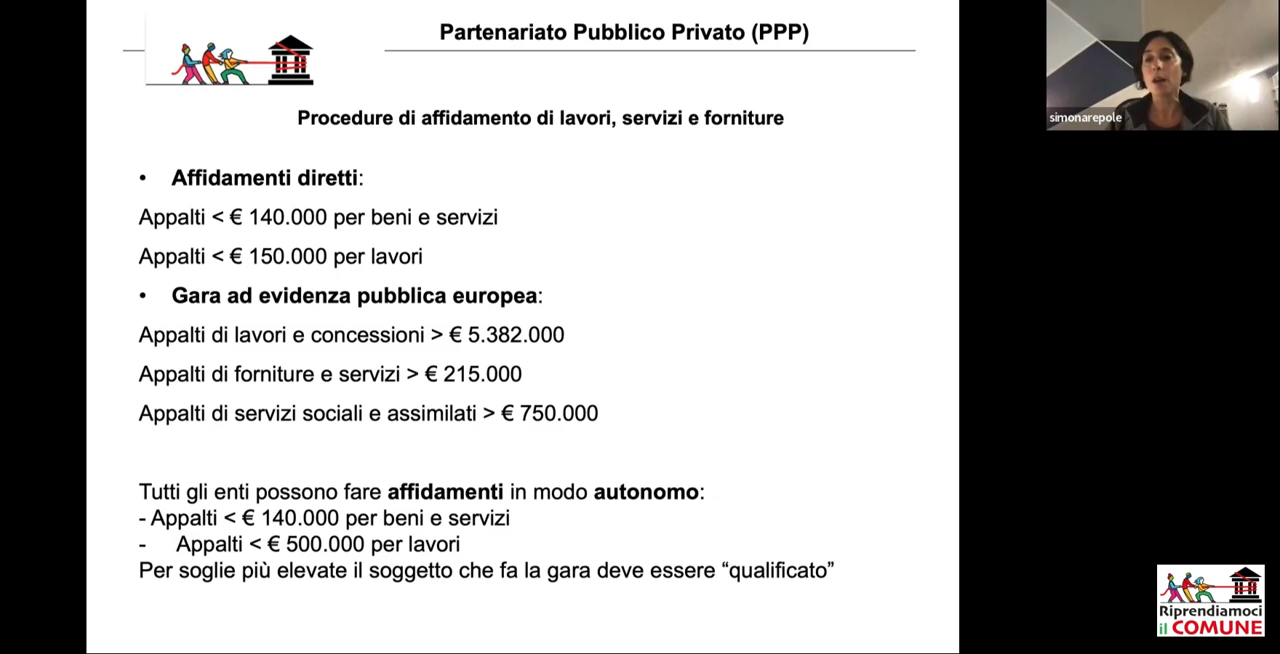 Partenariato Pubblico Privato (PPP)
Procedure di affidamento di lavori, servizi e forniture
• Affidamenti diretti:
Appalti < € 140.000 per beni e servizi
Appalti < € 150.000 per lavori
• Gara ad evidenza pubblica europea:
Appalti di lavori e concessioni > € 5.382.000
Appalti di forniture e servizi > € 215.000
Appalti di servizi sociali e assimilati > € 750.000
Tutti gli enti possono fare affidamenti in modo autonomo:
- Appalti < € 140.000 per beni e servizi
- Appalti < € 500.000 per lavori
Per soglie più elevate il soggetto che fa la gara deve essere “qualificato”
simonarepole
Riprendiamoci
il COMUNE